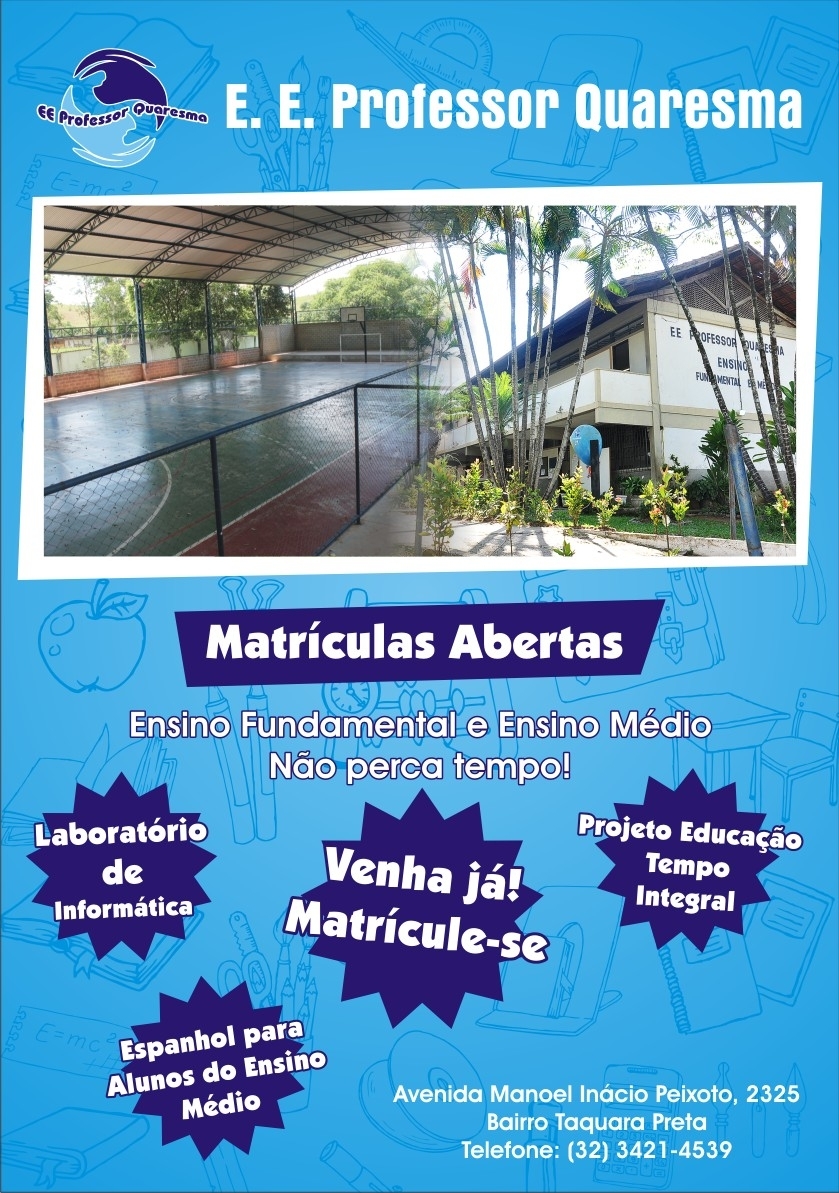 EE Professor Quaresma
E. E. Professor Quaresma
EE PROFESSOR QUARESMA
ENSINO
FUNDAMENTAL E MÉDIO
Matrículas Abertas
Ensino Fundamental e Ensino Médio
Não perca tempo!
Laboratório
de
Informática
Venha já!
Matrícule-se
Projeto Educação
Tempo
Integral
Espanhol para
Alunos do Ensino
Médio
Avenida Manoel Inácio Peixoto, 2325
Bairro Taquara Preta
Telefone: (32) 3421-4539
E=mc²
E=mc²